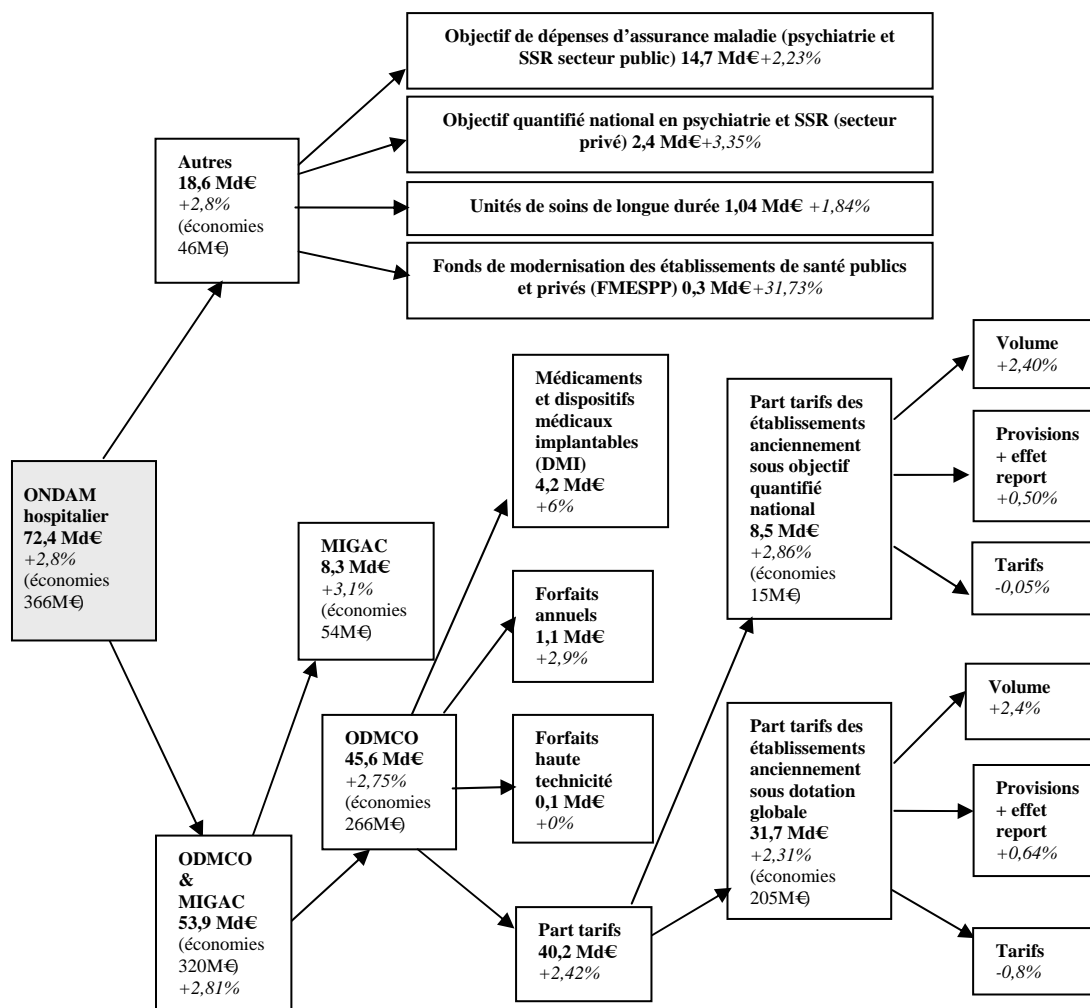 Objectif de dépenses d'assurance maladie (psychiatrie et
SSR secteur public) 14,7 Md€ +2,23%
Objectif quantifié national en psychiatrie et SSR (secteur
privé) 2,4 Md€ +3,35%
Unités de soins de longue durée 1,04 Md€ +1,84%
Fonds de modernisation des établissements de santé publics
et privés (FMESPP) 0,3 Md€ +31,73%
Autres
18,6 Md€
+2,8%
(économies
46M€)
ONDAM
hospitalier
72,4 Md€
+2,8%
(économies
366M€)
MIGAC
8,3 Md€
+3,1%
(économies
54M€)
ODMCO
&
MIGAC
53,9 Md€
(économies
320M€)
+2,81%
ODMCO
45,6 Md€
+2,75%
(économies
266M€)
Médicaments
et dispositifs
médicaux
implantables
(DMI)
4,2 Md€
+6%
Forfaits
annuels
1,1 Md€
+2,9%
Forfaits
haute
technicité
0,1 Md€
+0%
Part tarifs
40,2 Md€
+2,42%
Part tarifs des
établissements
anciennement
sous objectif
quantifié
national
8,5 Md€
+2,86%
(économies
15M€)
Volume
+2,40%
Provisions
+ effet
report
+0,50%
Tarifs
-0,05%
Part tarifs des
établissements
anciennement
sous dotation
globale
31,7 Md€
+2,31%
(économies
205M€)
Volume
+2,4%
Provisions
+ effet
report
+0,64%
Tarifs
-0,8%